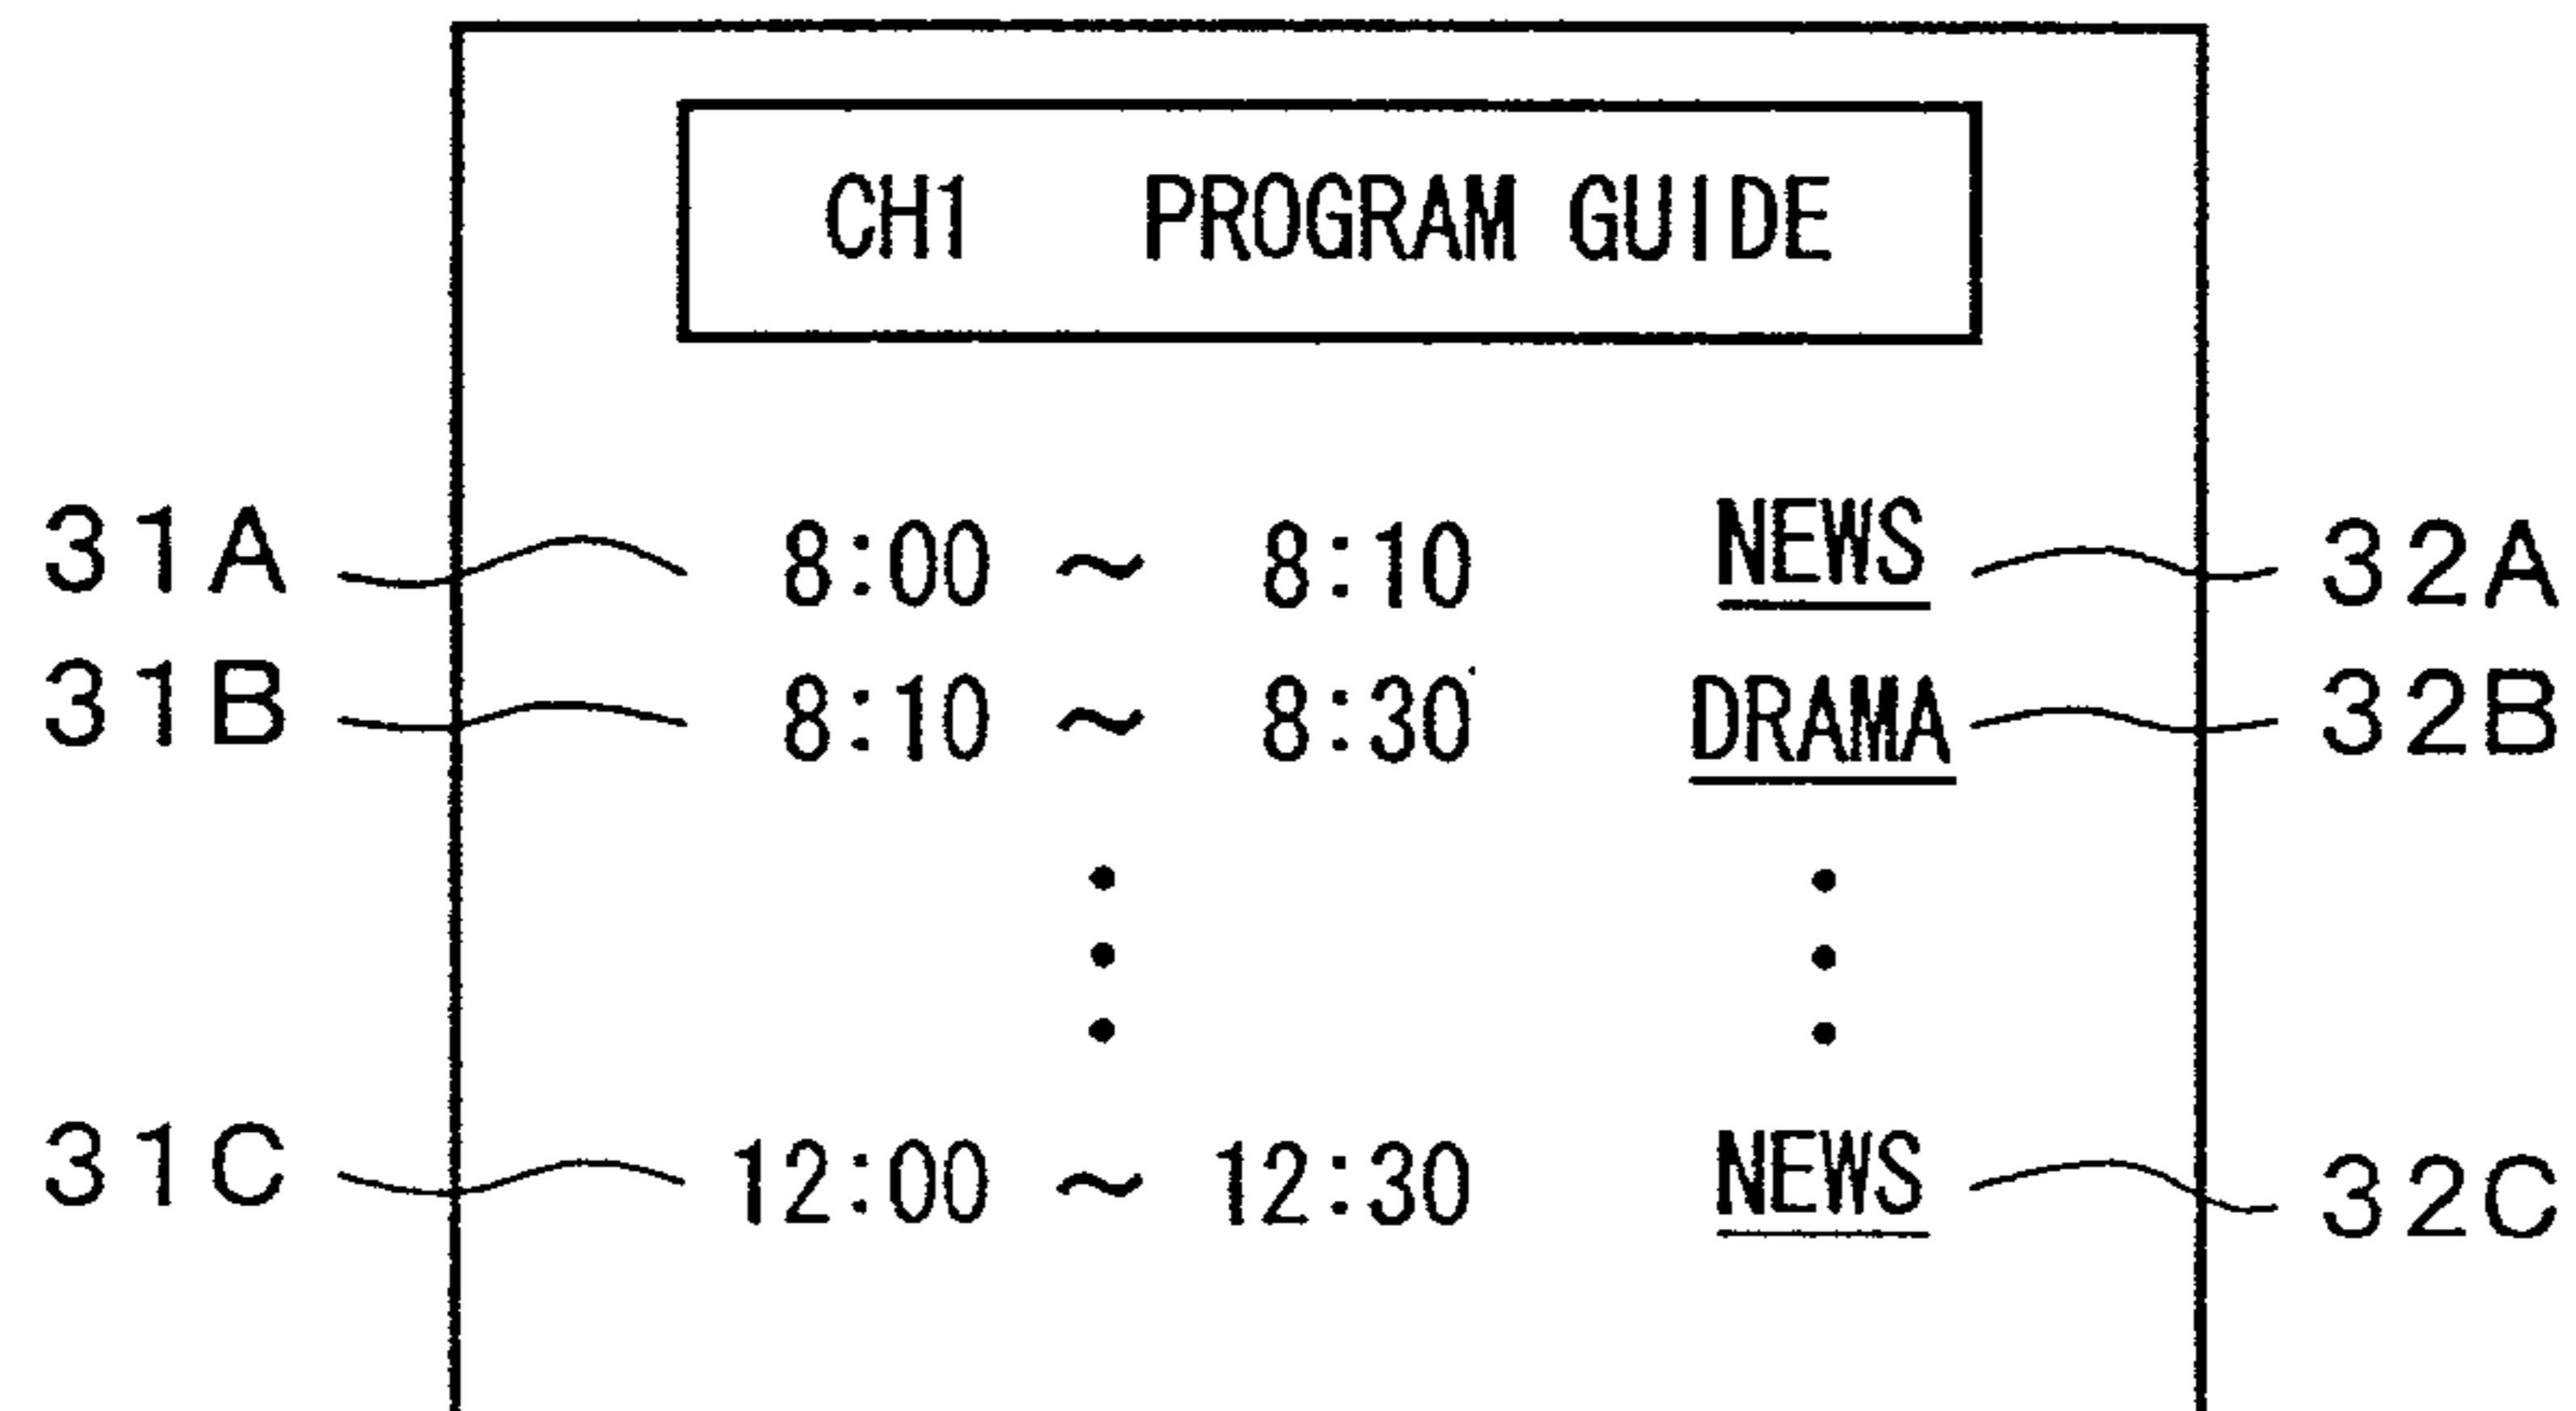 CH1 PROGRAM GUIDE
31A 8:00 ~ 8:10 NEWS 32A
31B 8:10 ~ 8:30 DRAMA 32B
31C 12:00 ~ 12:30 NEWS 32C